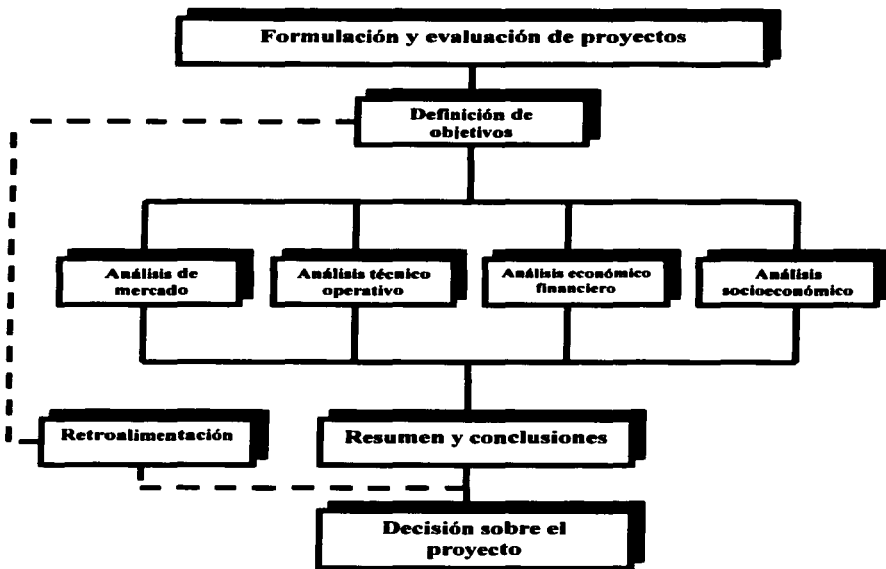 Formulación y evaluación de proyectos
Definición de
objetivos
Análisis de
mercado
Análisis técnico
operativo
Análisis económico
financiero
Análisis
socioeconómico
Retroalimentación
Resumen y conclusiones
Decisión sobre el
proyecto